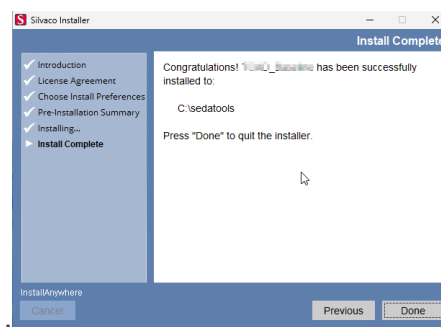 Silvaco Installer
Install Complete
Introduction
License Agreement
Choose Install Preferences
Pre-Installation Summary
Installing...
Install Complete
Congratulations! has been successfully
installed to:
C:\sedatools
Press "Done" to quit the installer.
InstallAnywhere
Cancel
Previous
Done